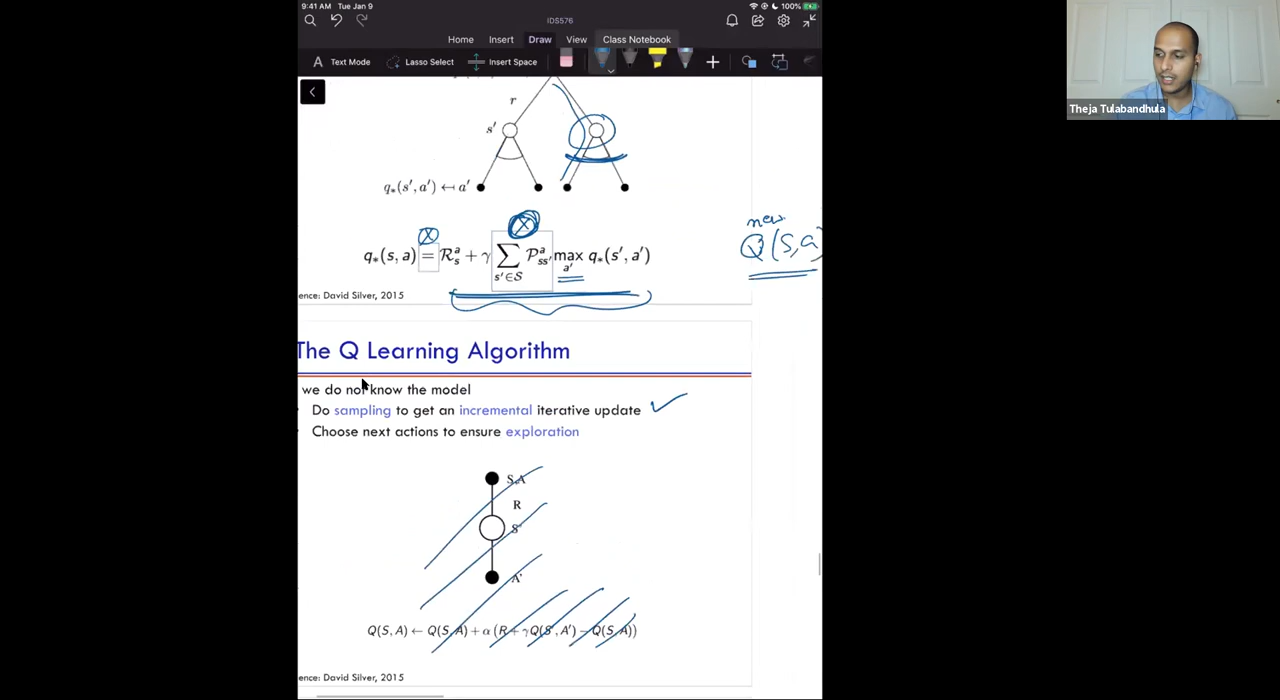 9:41 AM Tue Jan 9
100%
IDS576
Home Insert Draw View Class Notebook
Text Mode Lasso Select Insert Space
r
s′
q∗(s′, a′) ↤ a′
Theja Tulabandhula
new
Q(s,a)
q∗(s, a) = R_s^a + γ ∑_{s′∈S} P_{ss′}^a max_{a′} q∗(s′, a′)
ence: David Silver, 2015
The Q Learning Algorithm
we do not know the model
Do sampling to get an incremental iterative update
Choose next actions to ensure exploration
S,A
R
S′
A′
Q(S, A) ← Q(S, A) + α (R + γQ(S′, A′) − Q(S, A))
ence: David Silver, 2015